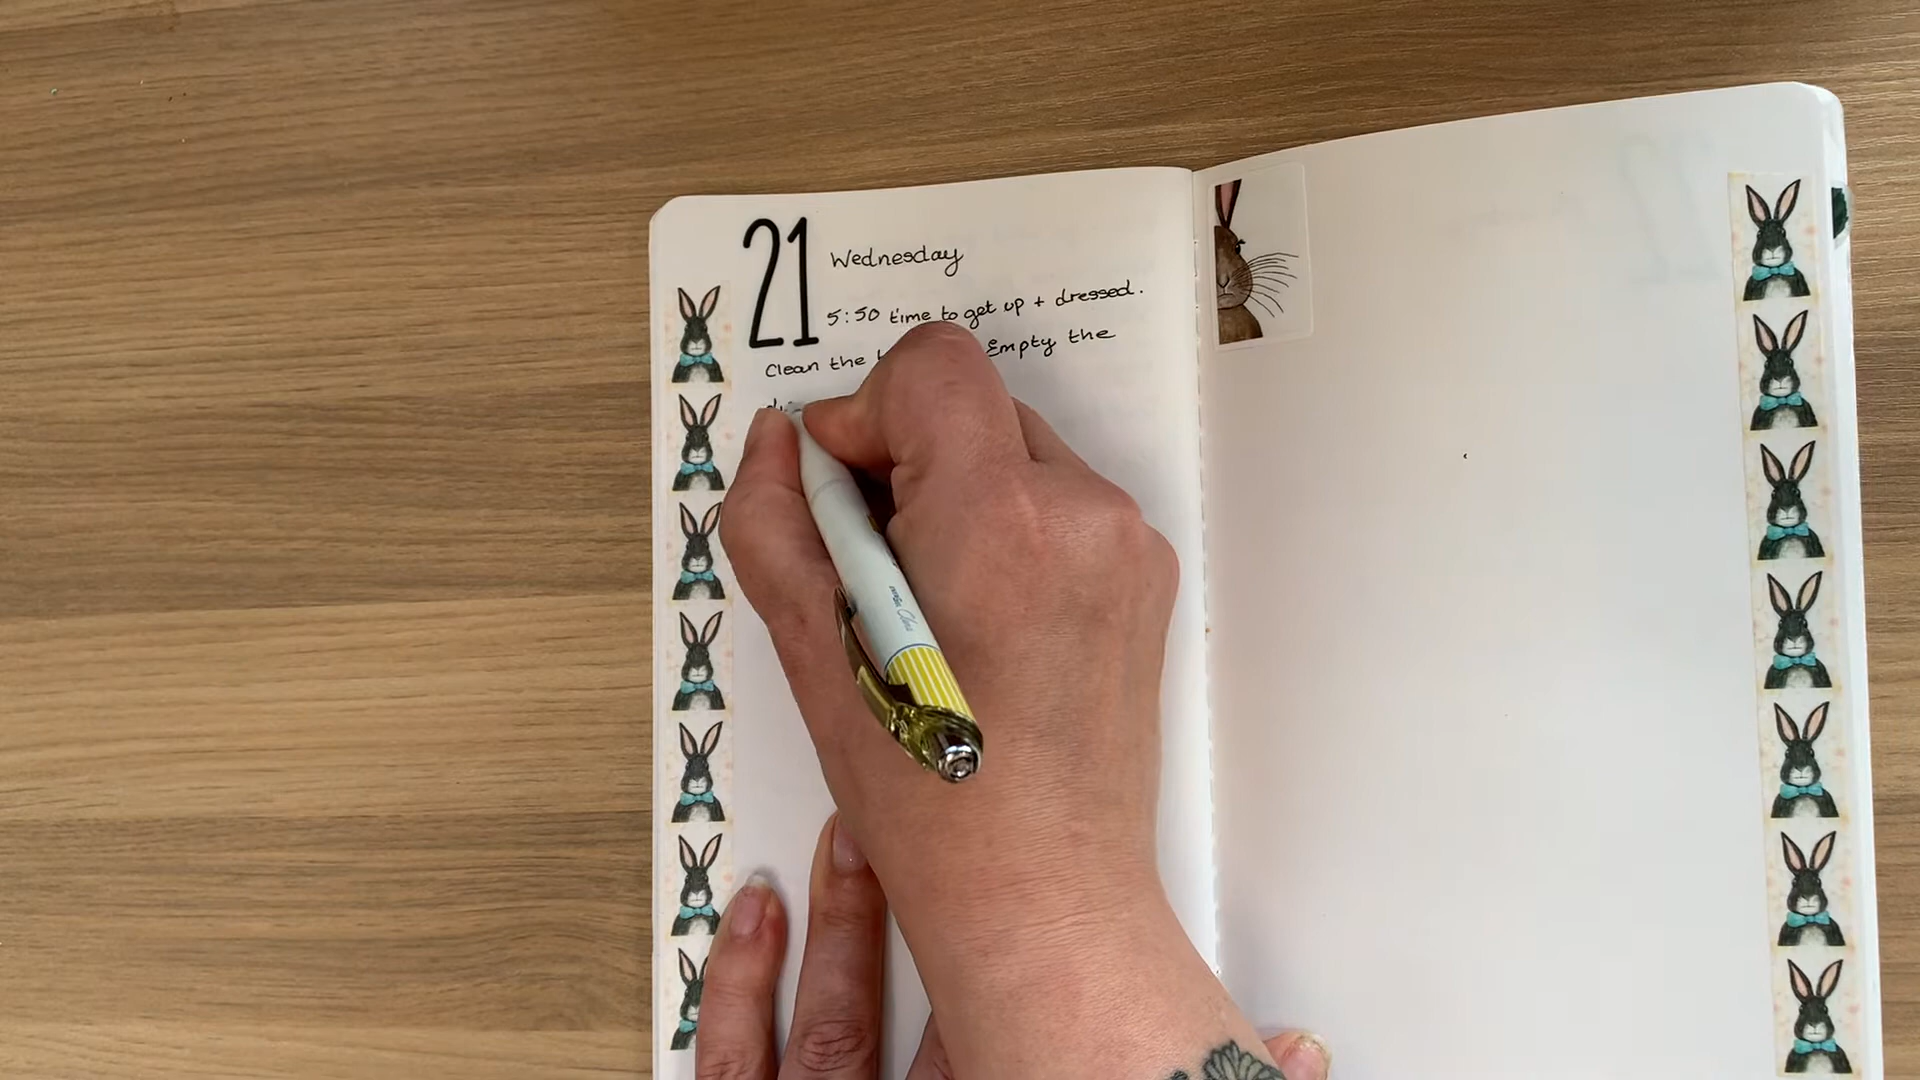 21 Wednesday
5:50 time to get up + dressed.
Clean the Empty the